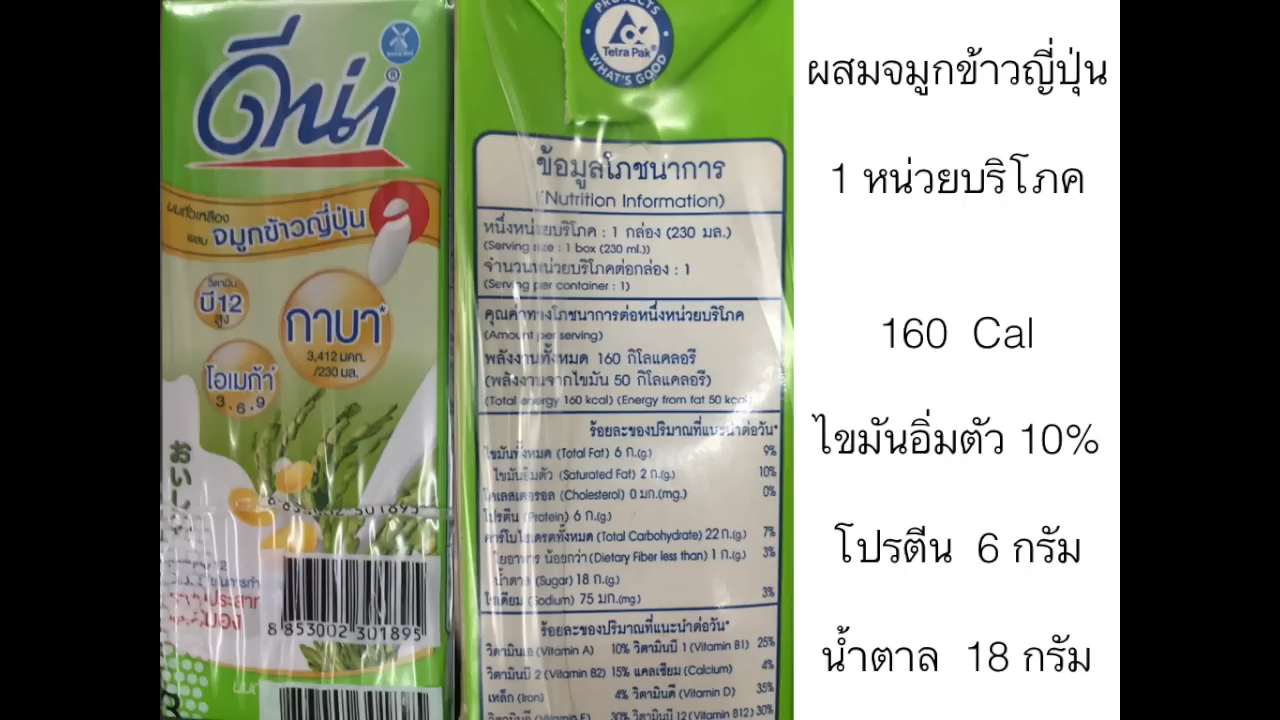 ดีน่า
นมถั่วเหลือง
ผสม จมูกข้าวญี่ปุ่น
วิตามิน
บี12
สูง
กาบา*
3,412 มคก.
/230 มล.
โอเมก้า*
3,6,9
おいし
8 853002 301895
ประสาท
สมอง
8 853002 301895
PROTECTS
Tetra Pak®
WHAT'S GOOD
ข้อมูลโภชนาการ
(Nutrition Information)
หนึ่งหน่วยบริโภค : 1 กล่อง (230 มล.)
(Serving size : 1 box (230 ml.))
จำนวนหน่วยบริโภคต่อกล่อง : 1
(Serving per container : 1)
คุณค่าทางโภชนาการต่อหนึ่งหน่วยบริโภค
(Amount per serving)
พลังงานทั้งหมด 160 กิโลแคลอรี
(พลังงานจากไขมัน 50 กิโลแคลอรี)
(Total energy 160 kcal) (Energy from fat 50 kcal)
ร้อยละของปริมาณที่แนะนำต่อวัน*
ไขมันทั้งหมด (Total Fat) 6 ก.(g.) 9%
ไขมันอิ่มตัว (Saturated Fat) 2 ก.(g.) 10%
โคเลสเตอรอล (Cholesterol) 0 มก.(mg.) 0%
โปรตีน (Protein) 6 ก.(g.)
คาร์โบไฮเดรตทั้งหมด (Total Carbohydrate) 22 ก.(g.) 7%
ใยอาหาร น้อยกว่า (Dietary Fiber less than) 1 ก.(g.) 3%
น้ำตาล (Sugar) 18 ก.(g.)
โซเดียม (Sodium) 75 มก.(mg.) 3%
ร้อยละของปริมาณที่แนะนำต่อวัน*
วิตามินเอ (Vitamin A) 10% วิตามินบี 1 (Vitamin B1) 25%
วิตามินบี 2 (Vitamin B2) 15% แคลเซียม (Calcium) 4%
เหล็ก (Iron) 4% วิตามินดี (Vitamin D) 35%
วิตามินอี (Vitamin E) 30% วิตามินบี 12 (Vitamin B12) 30%
ผสมจมูกข้าวญี่ปุ่น
1 หน่วยบริโภค
160 Cal
ไขมันอิ่มตัว 10%
โปรตีน 6 กรัม
น้ำตาล 18 กรัม